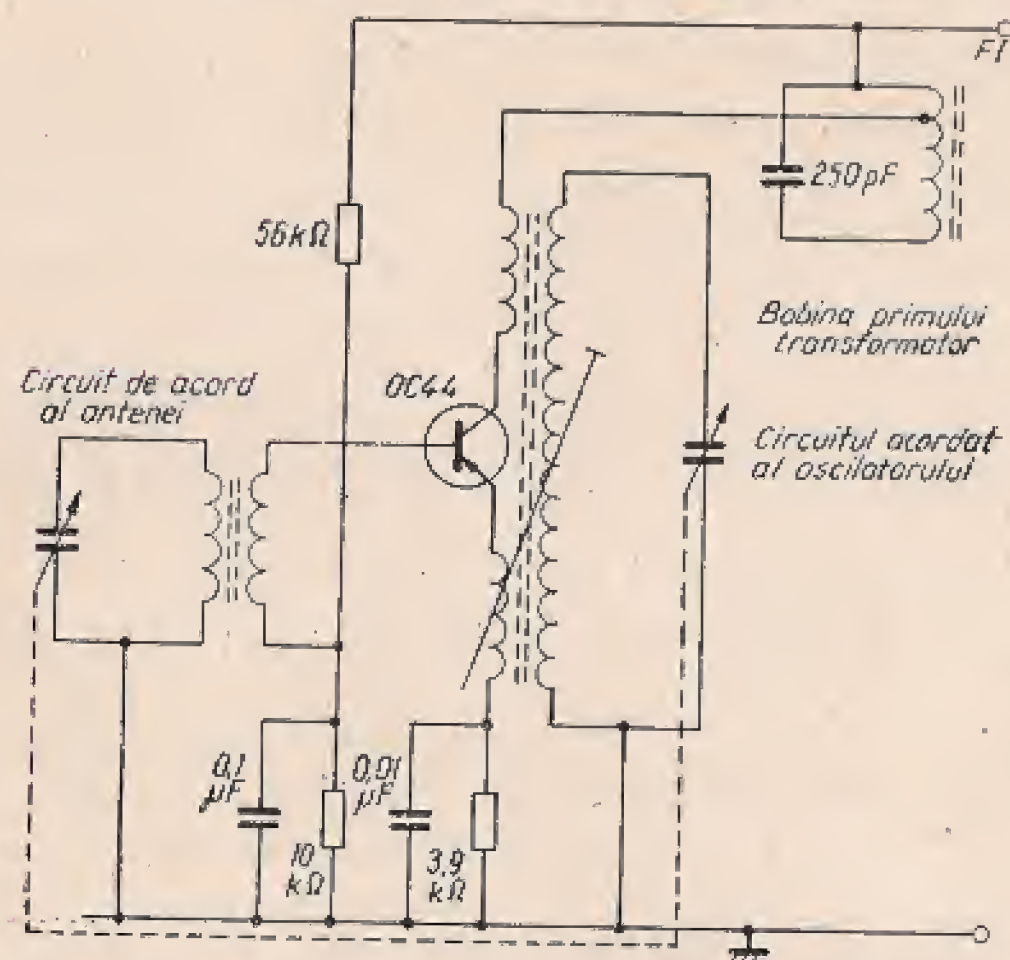 FI
250pF
56kΩ
Bobina primului
transformator
OC44
Circuit de acord
al antenei
Circuitul acordat
al oscilatorului
0,1
µF
0,01
µF
10
kΩ
3,9
kΩ